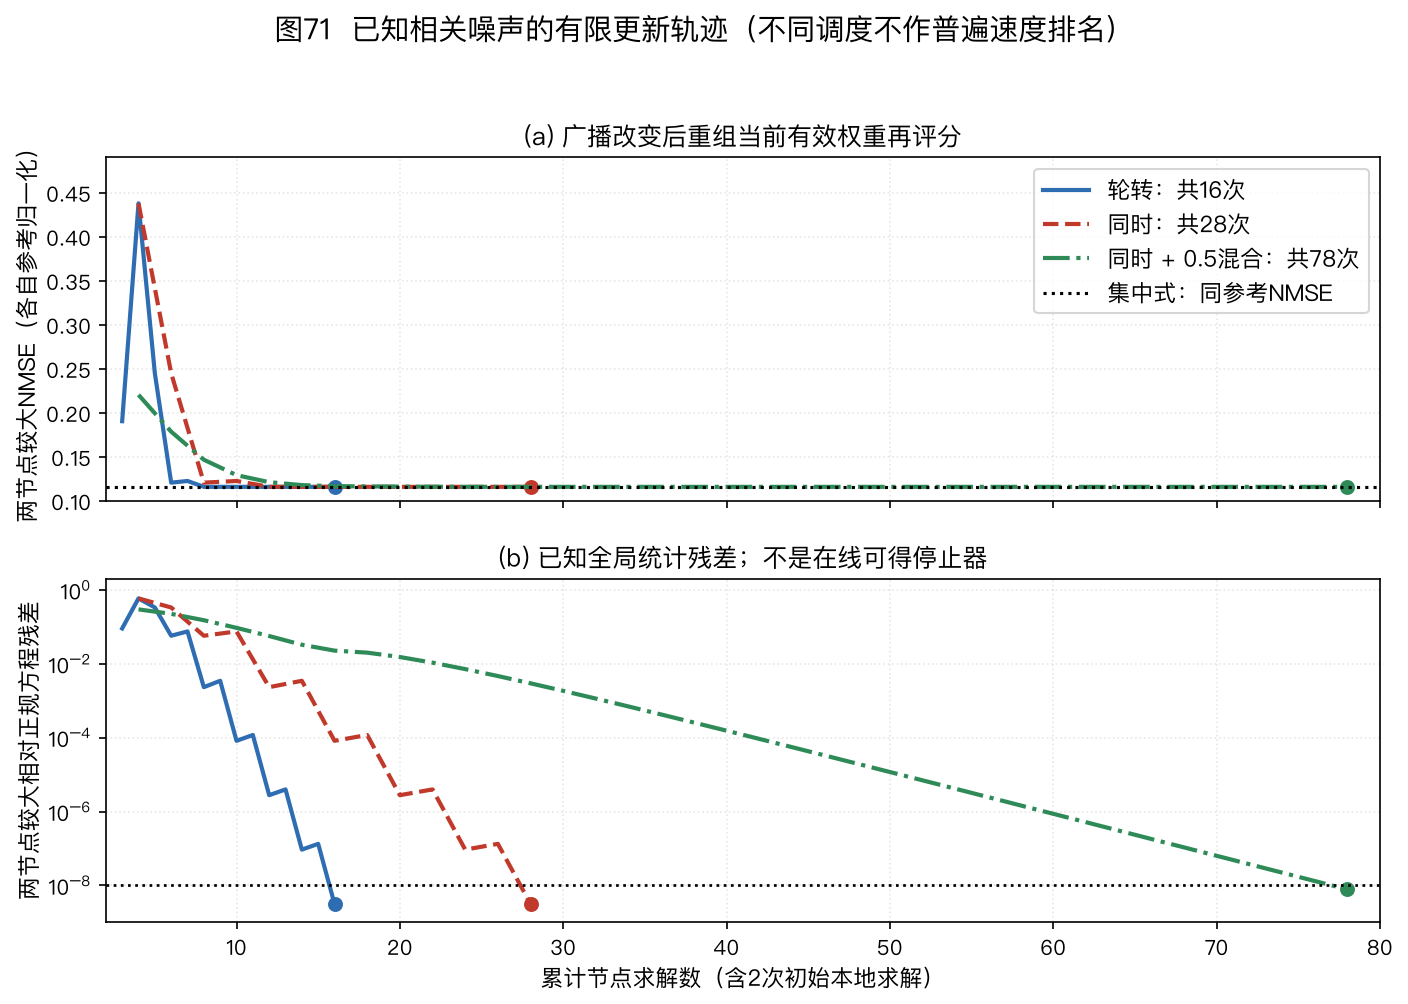 图71  已知相关噪声的有限更新轨迹（不同调度不作普遍速度排名）
(a) 广播改变后重组当前有效权重再评分
两节点较大NMSE（各自参考归一化）
0.45
0.40
0.35
0.30
0.25
0.20
0.15
0.10
轮转：共16次
同时：共28次
同时 + 0.5混合：共78次
集中式：同参考NMSE
(b) 已知全局统计残差；不是在线可得停止器
两节点较大相对正规方程残差
10⁰
10⁻²
10⁻⁴
10⁻⁶
10⁻⁸
10 20 30 40 50 60 70 80
累计节点求解数（含2次初始本地求解）